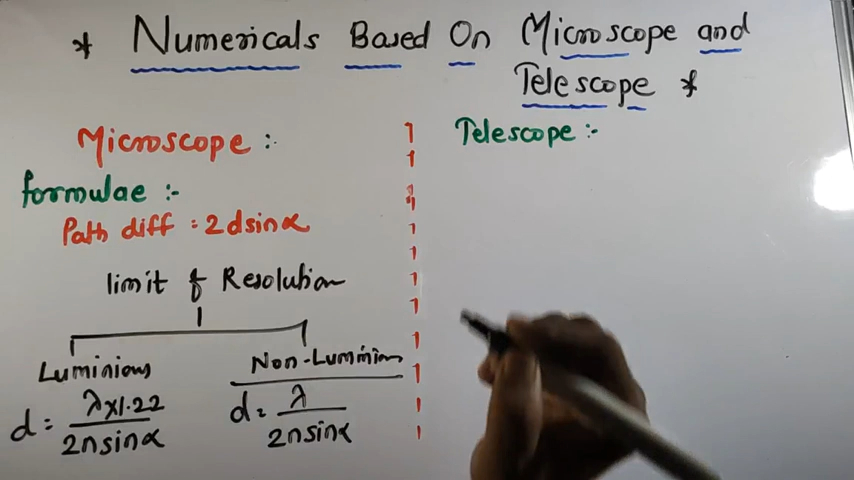 * Numericals Based On Microscope and
Telescope *
Microscope :-
formulae :-
Path diff = 2dsinα
limit of Resolution
Luminious
d = λx1.22 / 2nsinα
Non-Luminious
d = λ / 2nsinα
Telescope :-